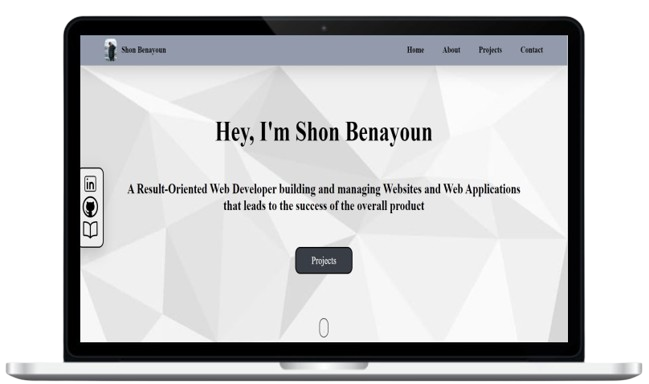 Shon Benayoun
Home About Projects Contact
Hey, I'm Shon Benayoun
in
A Result-Oriented Web Developer building and managing Websites and Web Applications
that leads to the success of the overall product
Projects